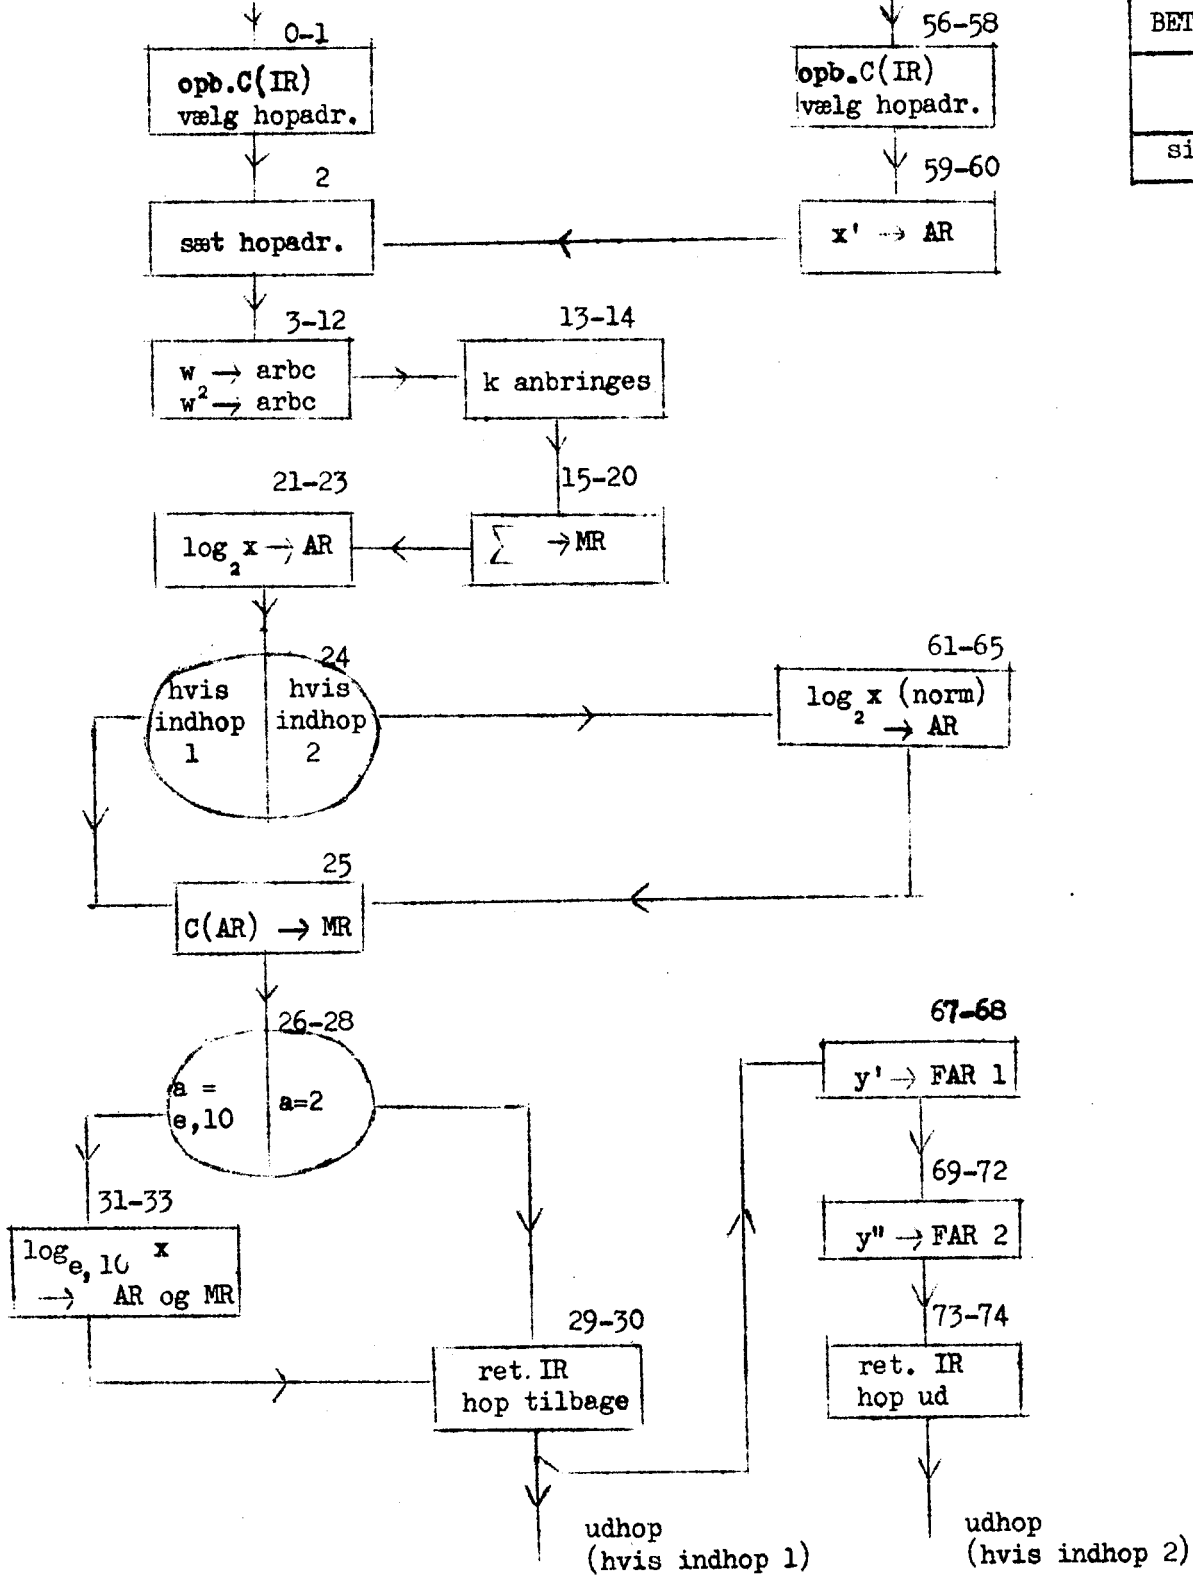 0-1
opb.C(IR)
vælg hopadr.
56-58
opb.C(IR)
vælg hopadr.
BET
si
2
sæt hopadr.
59-60
x' → AR
3-12
w → arbc
w² → arbc
13-14
k anbringes
21-23
log₂ x → AR
15-20
∑ → MR
24
hvis
indhop
1
hvis
indhop
2
61-65
log₂ x (norm)
→ AR
25
C(AR) → MR
26-28
a =
e,10
a=2
67-68
y' → FAR 1
31-33
log e,10 x
→ AR og MR
69-72
y" → FAR 2
29-30
ret. IR
hop tilbage
73-74
ret. IR
hop ud
udhop
(hvis indhop 1)
udhop
(hvis indhop 2)